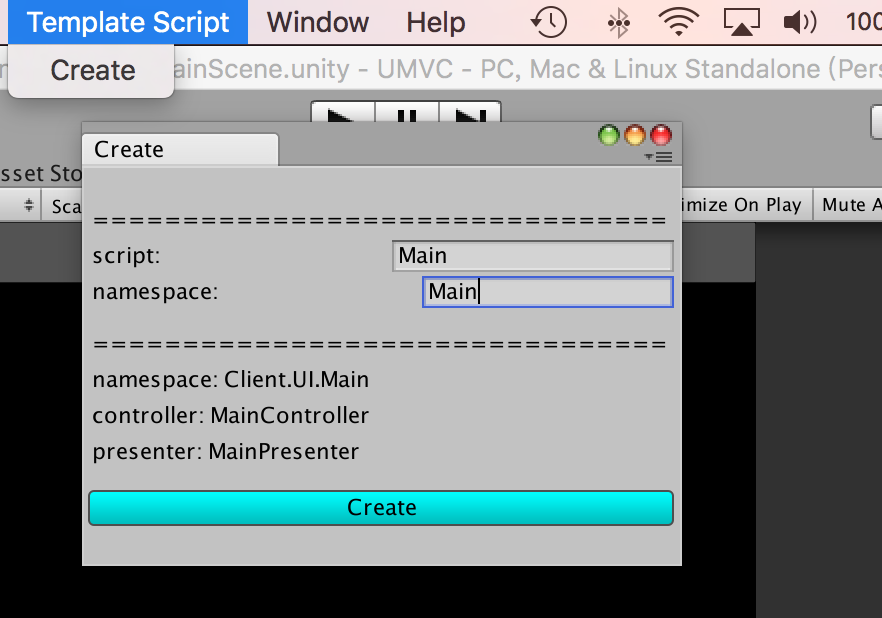 Template Script Window Help 100
Create
ainScene.unity - UMVC - PC, Mac & Linux Standalone (Pers
Create
sset Sto
Sca
imize On Play Mute A
===============================
script: Main
namespace: Main
===============================
namespace: Client.UI.Main
controller: MainController
presenter: MainPresenter
Create